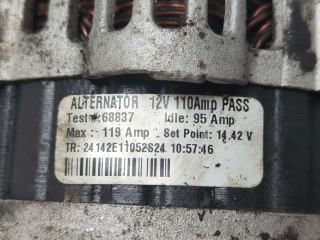 ALTERNATOR 12V 110Amp PASS
Test #:68837 Idle: 95 Amp
Max : 119 Amp Set Point: 14.42 V
TR: 24142E11052S24 10:57:46